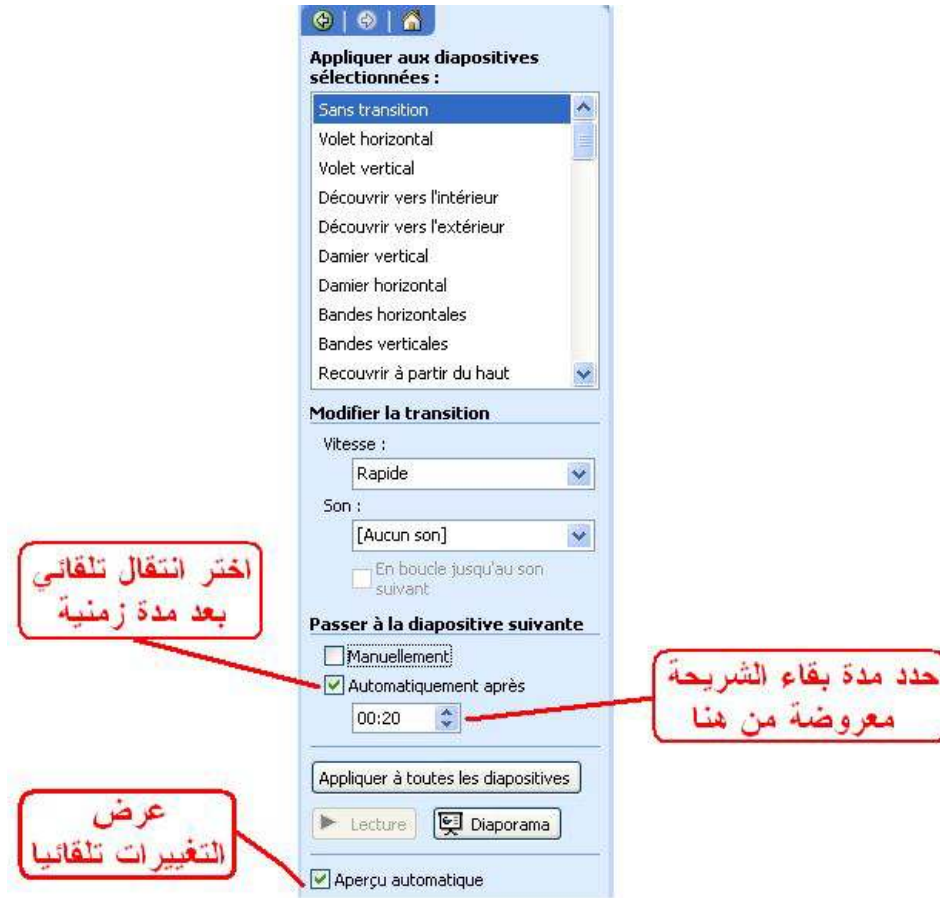 Appliquer aux diapositives
sélectionnées :
Sans transition
Volet horizontal
Volet vertical
Découvrir vers l'intérieur
Découvrir vers l'extérieur
Damier vertical
Damier horizontal
Bandes horizontales
Bandes verticales
Recouvrir à partir du haut
Modifier la transition
Vitesse :
Rapide
Son :
[Aucun son]
En boucle jusqu'au son
suivant
اختر انتقال تلقائي
بعد مدة زمنية
Passer à la diapositive suivante
Manuellement
Automatiquement après
00:20
حدد مدة بقاء الشريحة
معروضة من هنا
Appliquer à toutes les diapositives
Lecture
Diaporama
عرض
التغييرات تلقائيا
Aperçu automatique